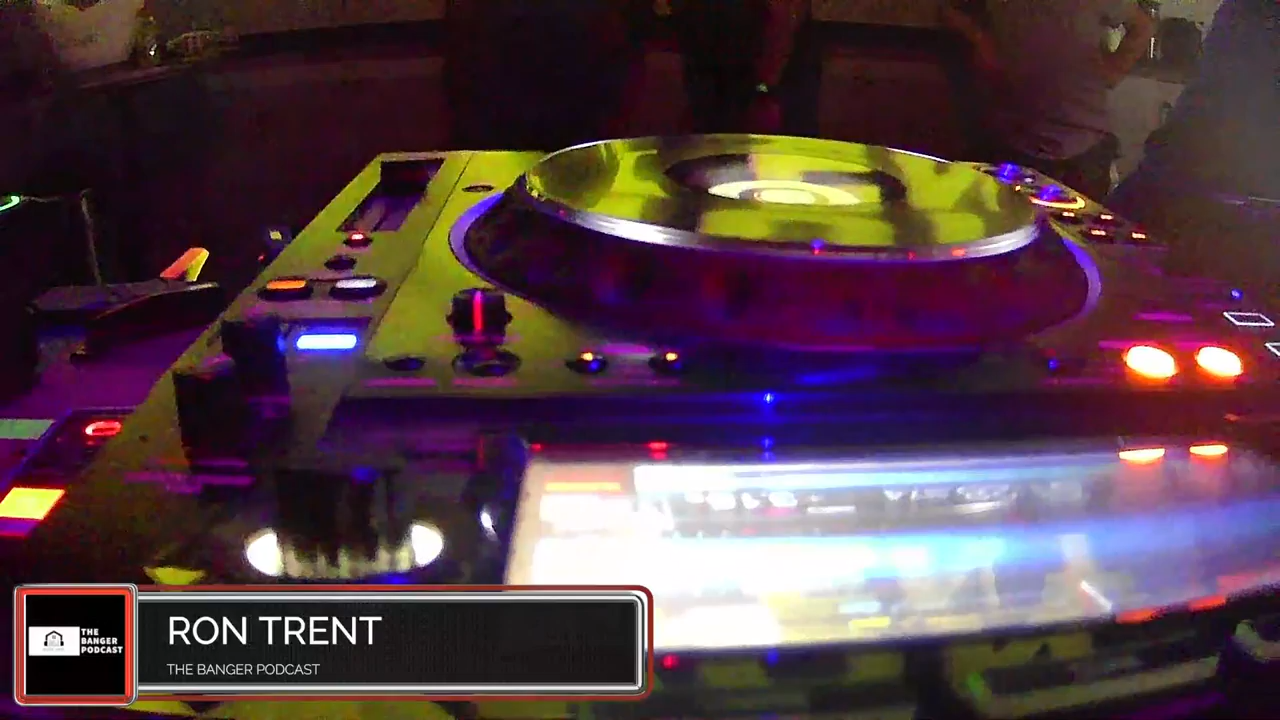 THE
BANGER
PODCAST
RON TRENT
THE BANGER PODCAST